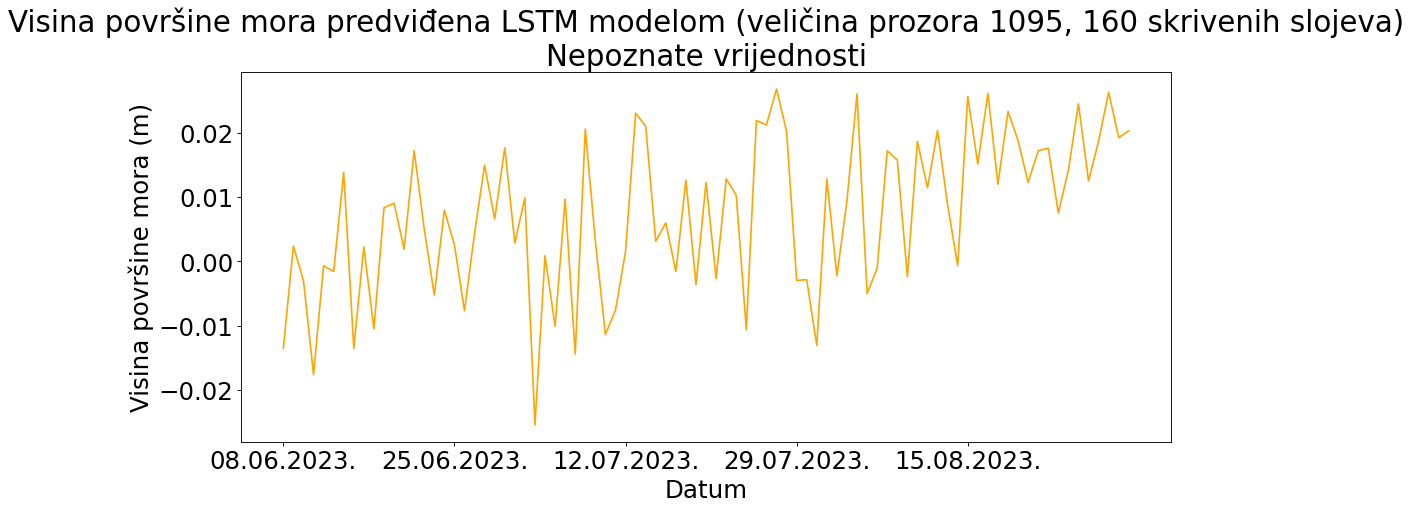 Visina površine mora predviđena LSTM modelom (veličina prozora 1095, 160 skrivenih slojeva)
Nepoznate vrijednosti
Visina površine mora (m)
0.02
0.01
0.00
−0.01
−0.02
08.06.2023. 25.06.2023. 12.07.2023. 29.07.2023. 15.08.2023.
Datum